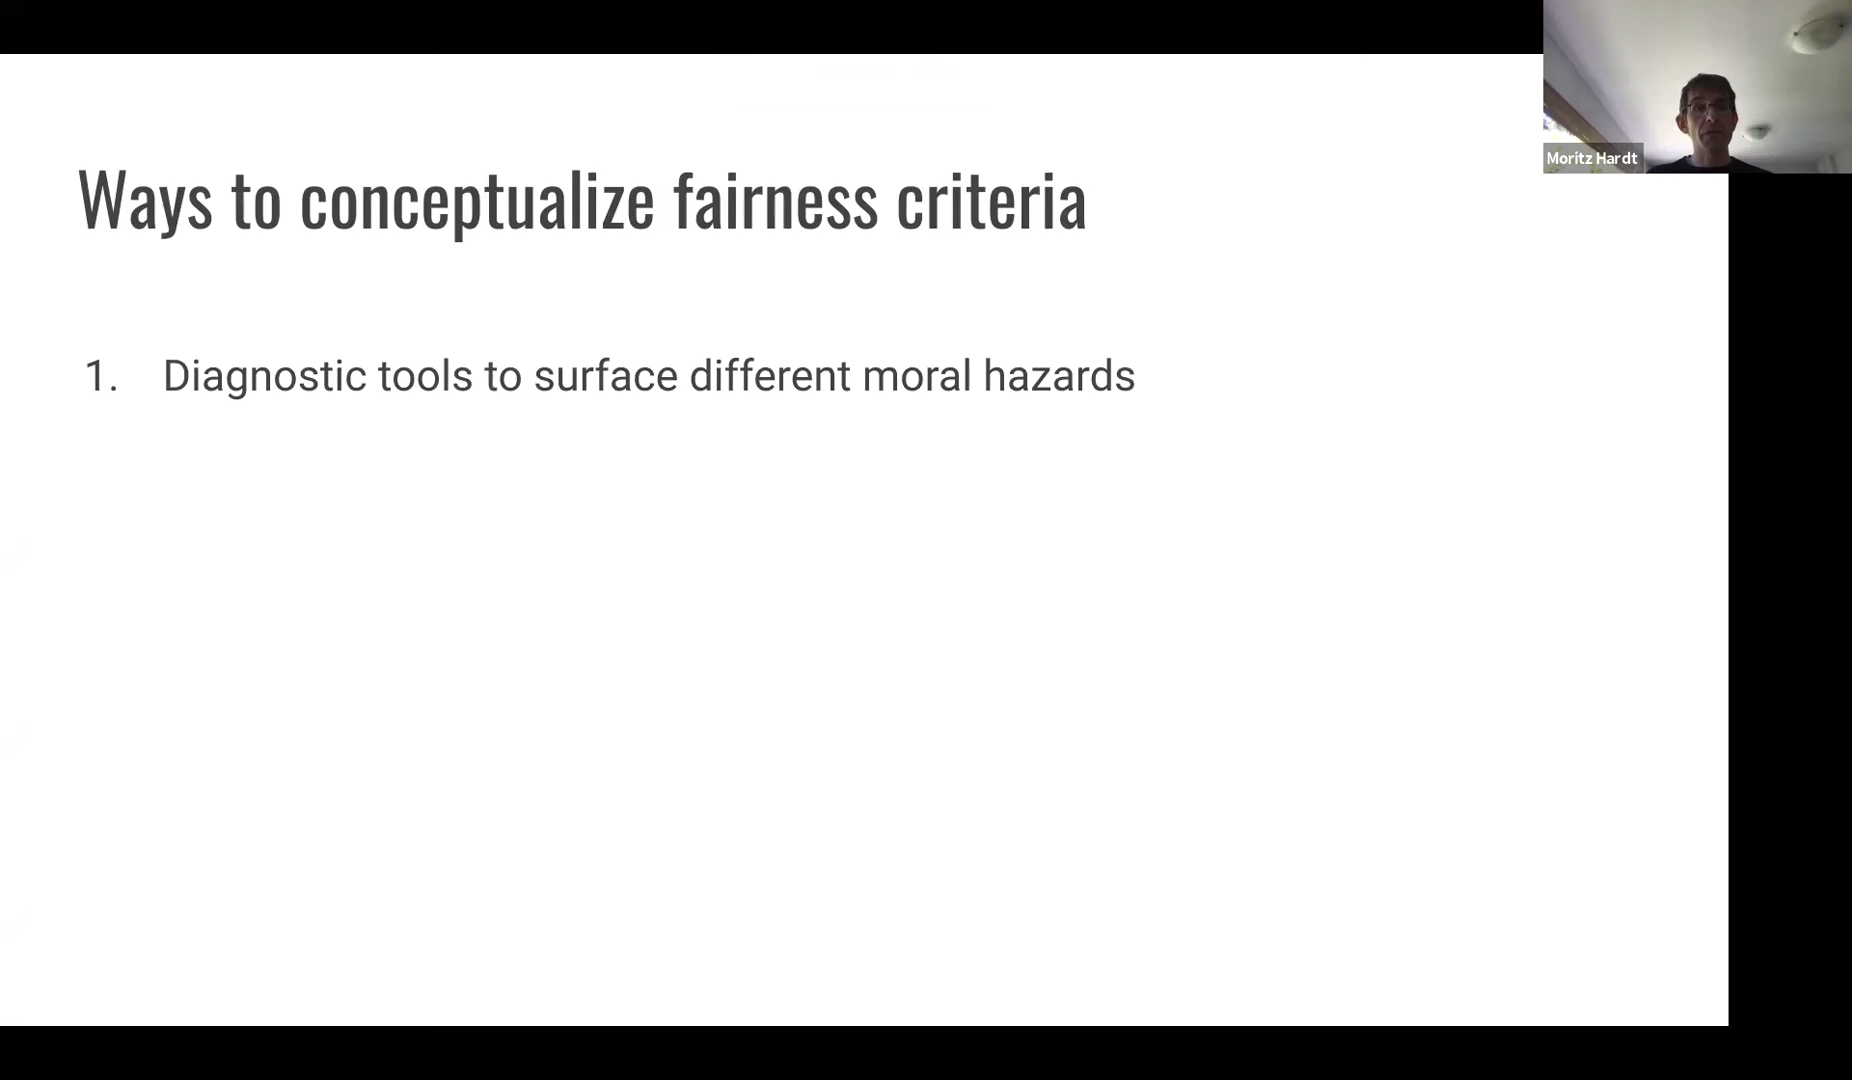 Moritz Hardt
Ways to conceptualize fairness criteria
1. Diagnostic tools to surface different moral hazards